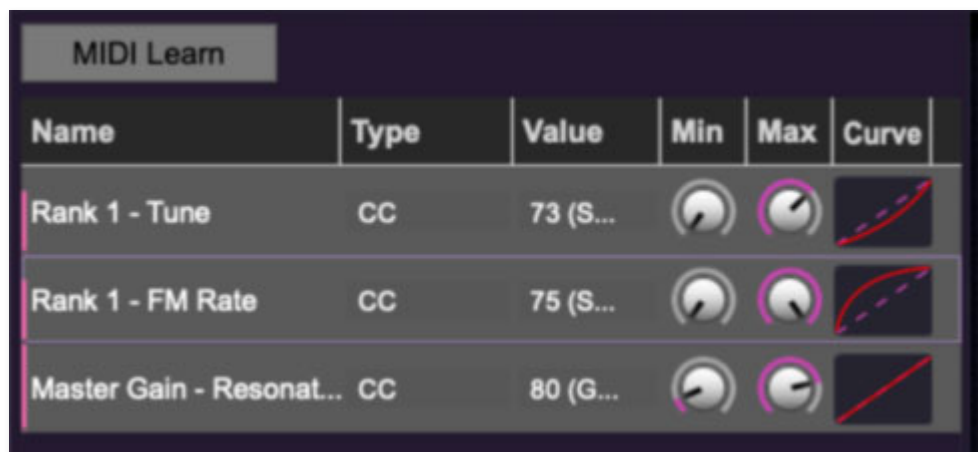 MIDI Learn
Name Type Value Min Max Curve
Rank 1 - Tune CC 73 (S...
Rank 1 - FM Rate CC 75 (S...
Master Gain - Resonat... CC 80 (G...